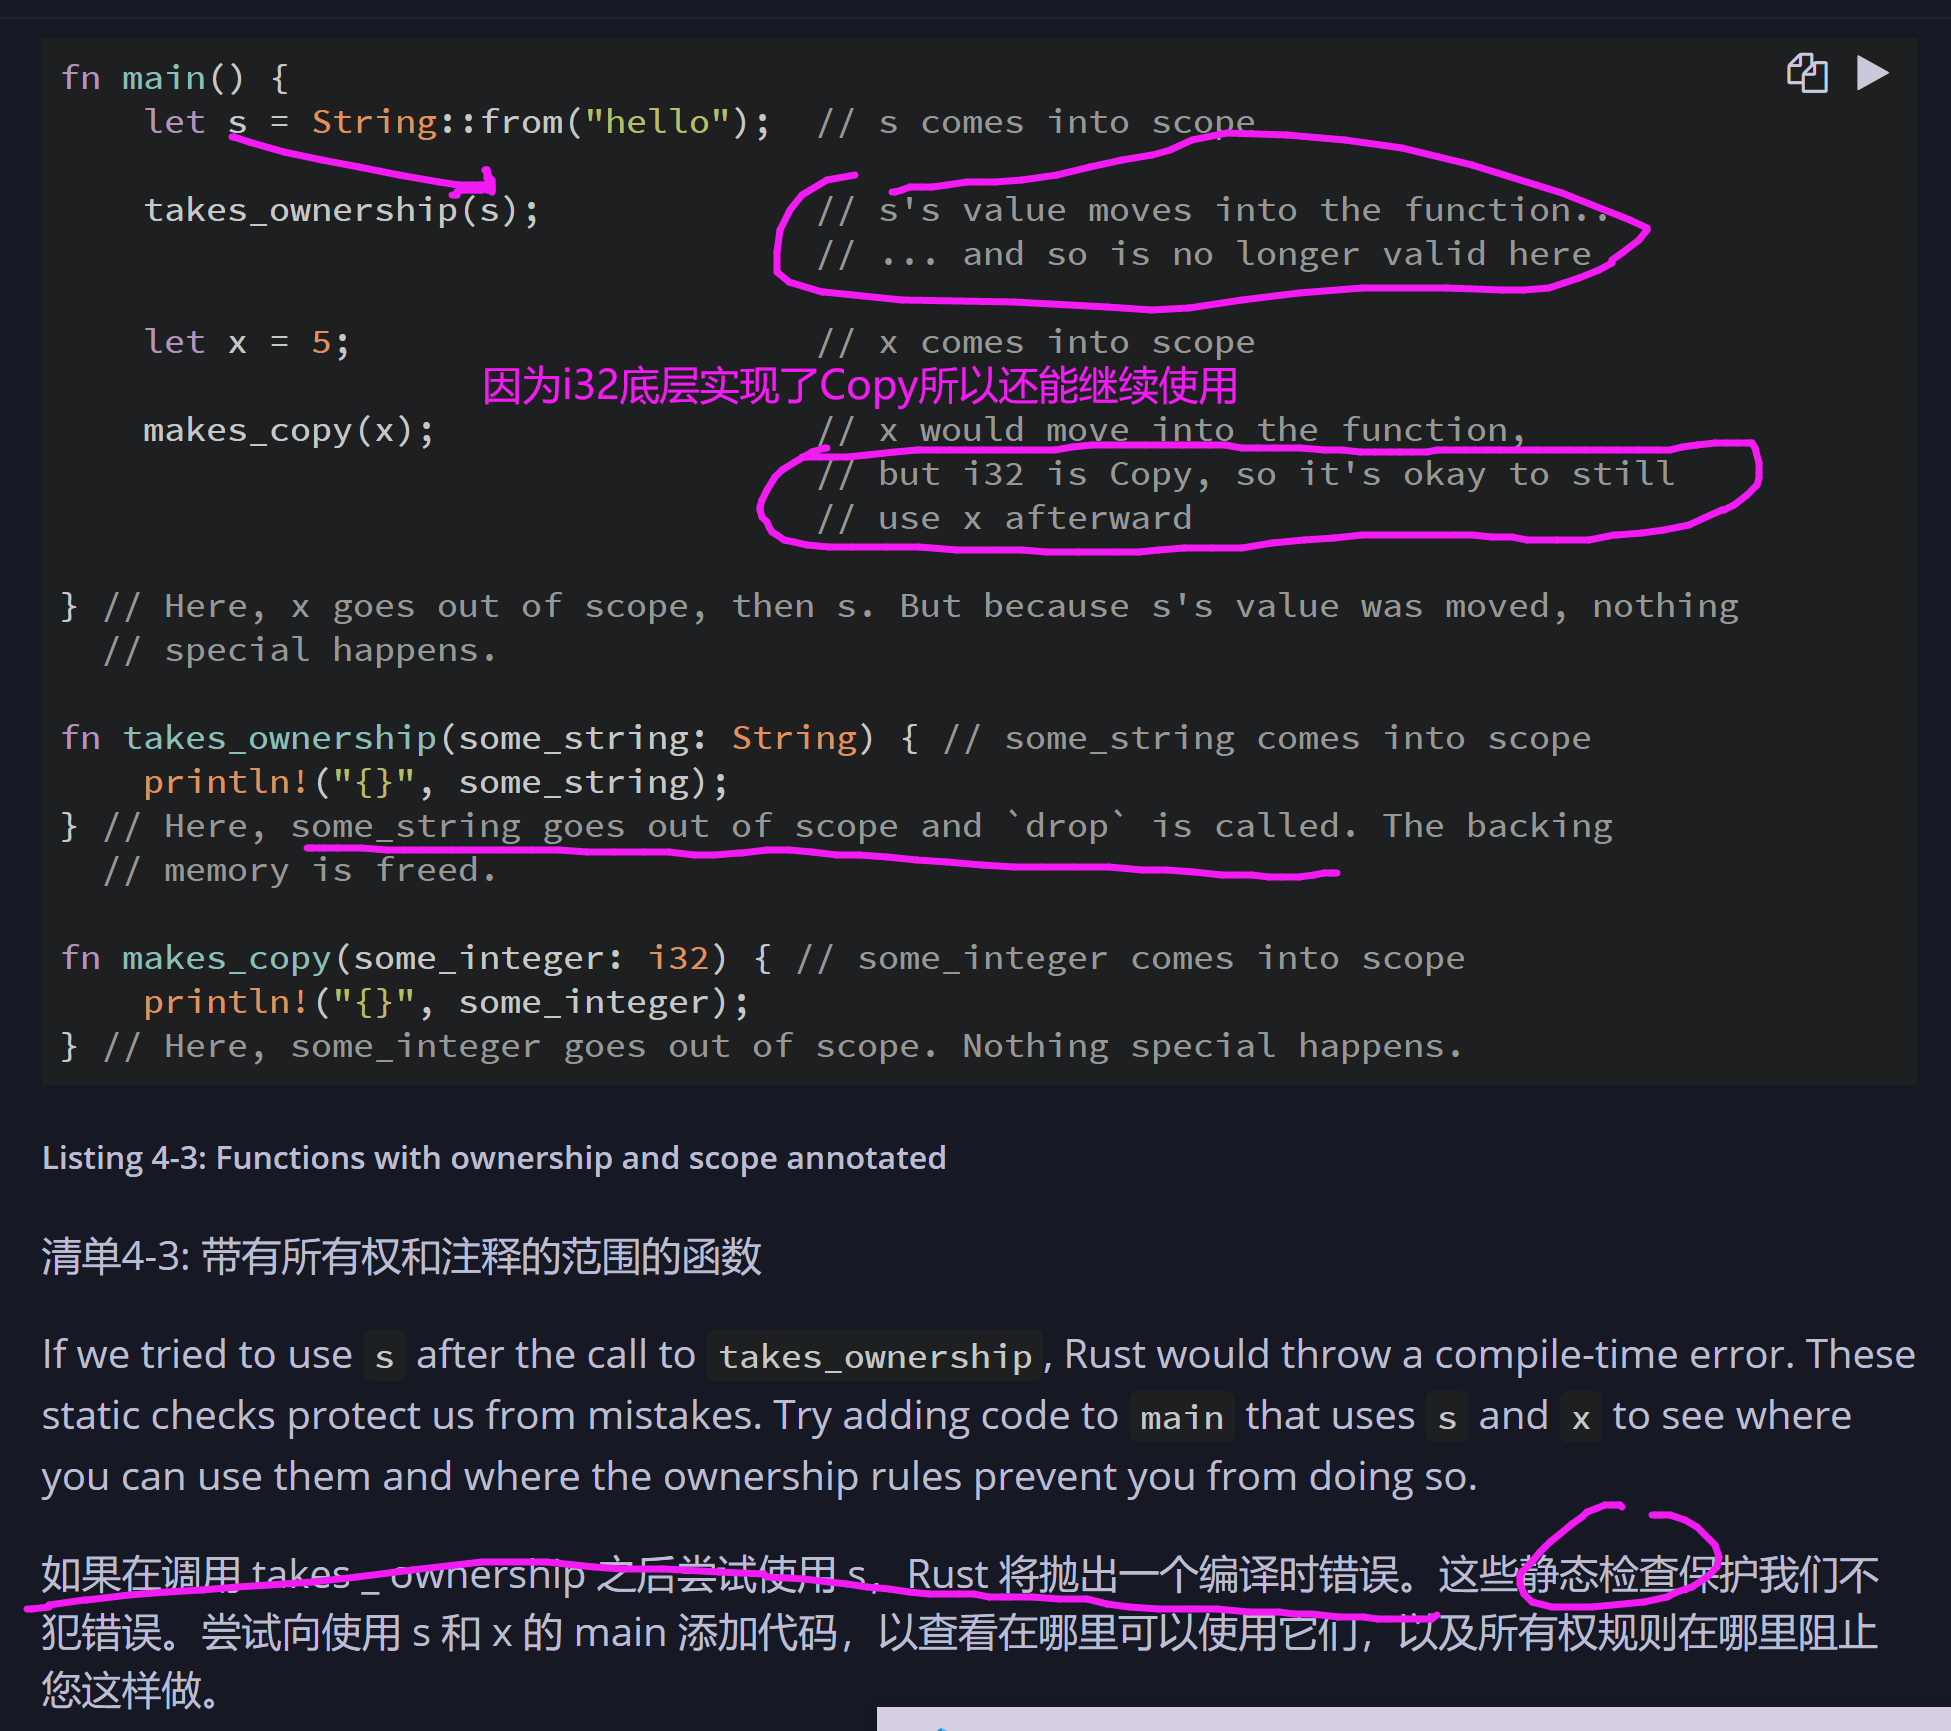 fn main() {
let s = String::from("hello");  // s comes into scope
takes_ownership(s);             // s's value moves into the function..
// ... and so is no longer valid here
let x = 5;                      // x comes into scope
因为i32底层实现了Copy所以还能继续使用
makes_copy(x);                  // x would move into the function,
// but i32 is Copy, so it's okay to still
// use x afterward
} // Here, x goes out of scope, then s. But because s's value was moved, nothing
// special happens.
fn takes_ownership(some_string: String) { // some_string comes into scope
println!("{}", some_string);
} // Here, some_string goes out of scope and `drop` is called. The backing
// memory is freed.
fn makes_copy(some_integer: i32) { // some_integer comes into scope
println!("{}", some_integer);
} // Here, some_integer goes out of scope. Nothing special happens.
Listing 4-3: Functions with ownership and scope annotated
清单4-3: 带有所有权和注释的范围的函数
If we tried to use s after the call to takes_ownership, Rust would throw a compile-time error. These
static checks protect us from mistakes. Try adding code to main that uses s and x to see where
you can use them and where the ownership rules prevent you from doing so.
如果在调用 takes _ ownership 之后尝试使用 s，Rust 将抛出一个编译时错误。这些静态检查保护我们不
犯错误。尝试向使用 s 和 x 的 main 添加代码，以查看在哪里可以使用它们，以及所有权规则在哪里阻止
您这样做。